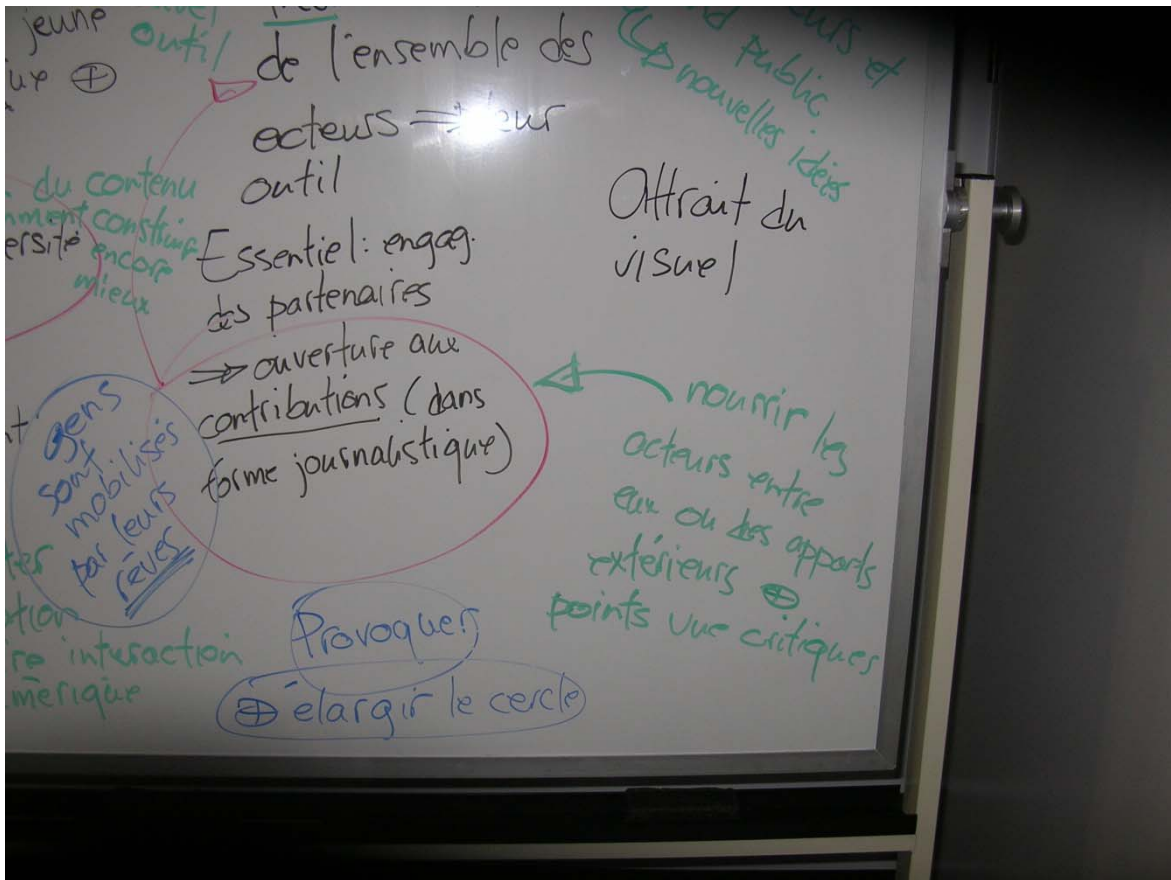 jeune
outil
de l'ensemble des
acteurs ⇒ leur
outil
Essentiel: engag.
des partenaires
⇒ ouverture aux
contributions (dans
forme journalistique)
du contenu
encore
mieux
gens
sont
mobilisés
par leurs
rêves
interaction
Provoquer
⊕ élargir le cercle
et
public
nouvelles idées
Attrait du
visuel
nourrir les
acteurs entre
eux ou des apports
extérieurs ⊕
points vue critiques